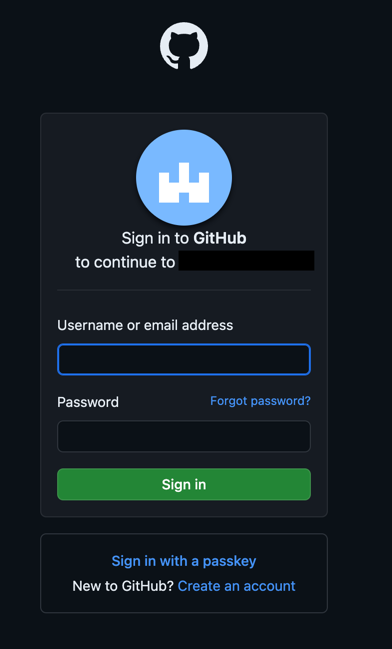 Sign in to GitHub
to continue to
Username or email address
Password Forgot password?
Sign in
Sign in with a passkey
New to GitHub? Create an account